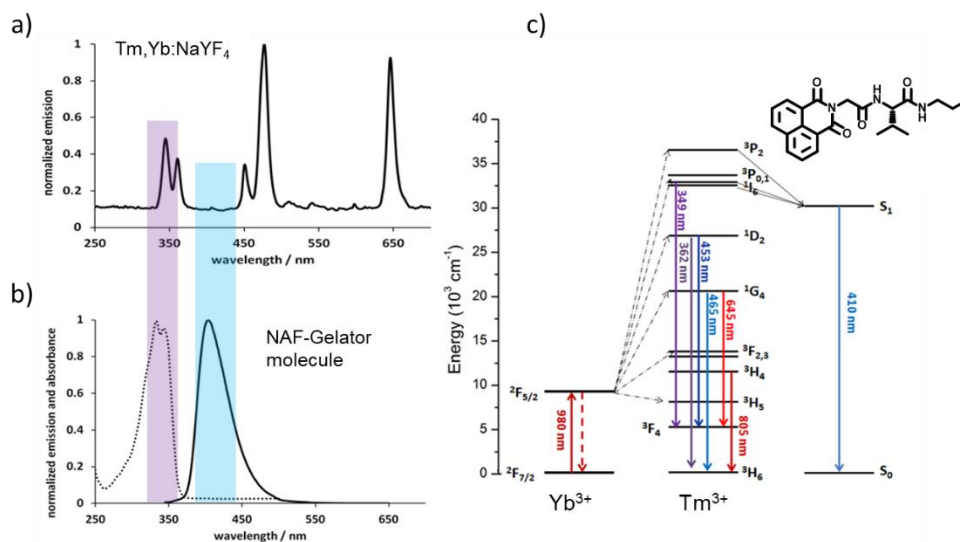 a)
Tm,Yb:NaYF4
normalized emission
1
0.8
0.6
0.4
0.2
0
250 350 450 550 650
wavelength / nm
b)
NAF-Gelator
molecule
normalized emission and absorbance
1
0.8
0.6
0.4
0.2
0
250 350 450 550 650
wavelength / nm
c)
O
N
O
O
H
N
O
N
H
Energy (10³ cm⁻¹)
40
35
30
25
20
15
10
5
0
²F5/2
²F7/2
980 nm
Yb³⁺
³P2
³P0,1
¹I6
¹D2
¹G4
³F2,3
³H4
³H5
³F4
³H6
349 nm
362 nm
453 nm
465 nm
645 nm
805 nm
Tm³⁺
S1
410 nm
S0